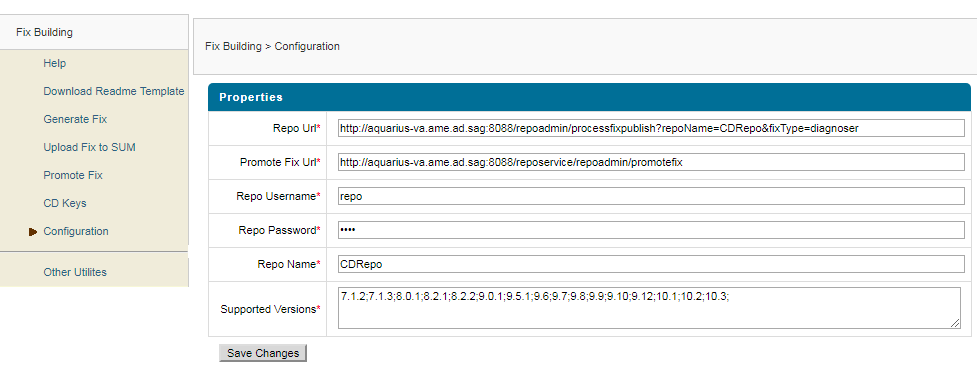 Fix Building
Help
Download Readme Template
Generate Fix
Upload Fix to SUM
Promote Fix
CD Keys
Configuration
Other Utilites
Fix Building > Configuration
Properties
Repo Url* http://aquarius-va.ame.ad.sag:8088/repoadmin/processfixpublish?repoName=CDRepo&fixType=diagnoser
Promote Fix Url* http://aquarius-va.ame.ad.sag:8088/reposervice/repoadmin/promotefix
Repo Username* repo
Repo Password* ••••
Repo Name* CDRepo
Supported Versions* 7.1.2;7.1.3;8.0.1;8.2.1;8.2.2;9.0.1;9.5.1;9.6;9.7;9.8;9.9;9.10;9.12;10.1;10.2;10.3;
Save Changes